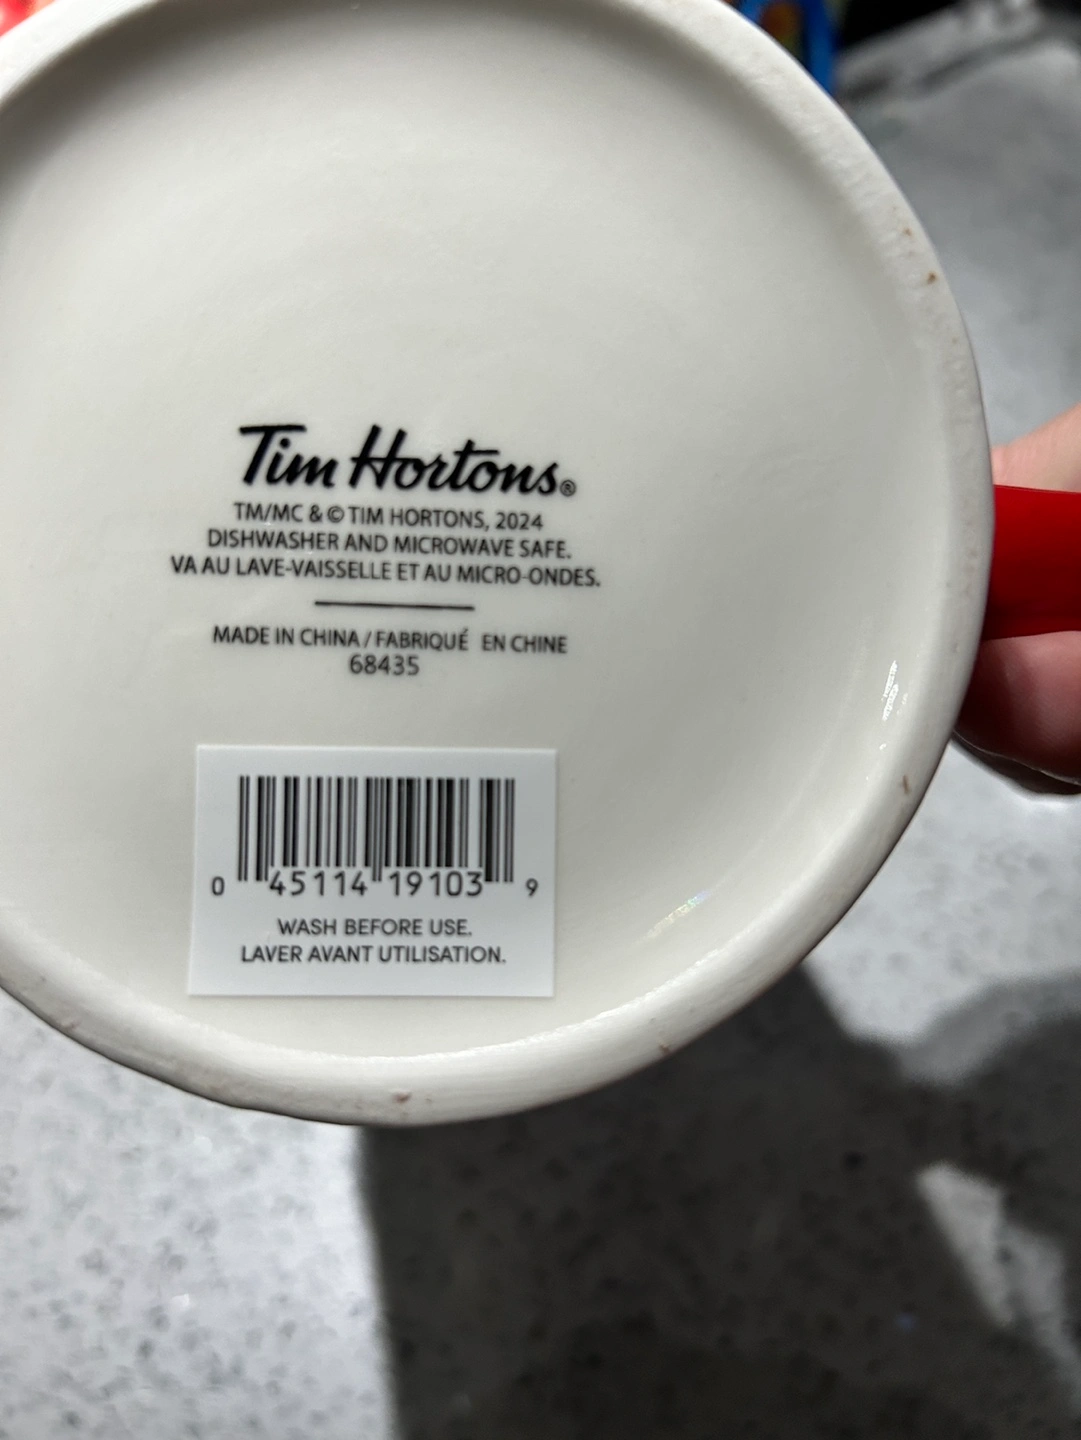 Tim Hortons®
TM/MC & © TIM HORTONS, 2024
DISHWASHER AND MICROWAVE SAFE.
VA AU LAVE-VAISSELLE ET AU MICRO-ONDES.
MADE IN CHINA / FABRIQUÉ EN CHINE
68435
0 45114 19103 9
WASH BEFORE USE.
LAVER AVANT UTILISATION.